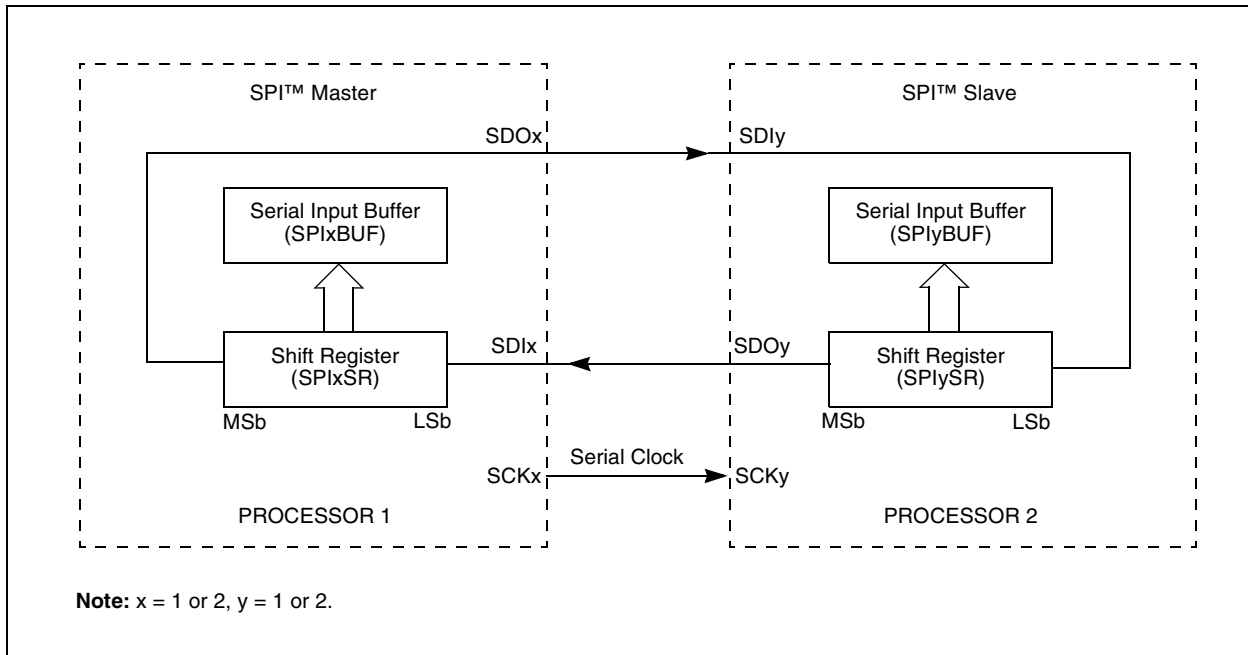 SPI™ Master
SPI™ Slave
SDOx
SDIy
Serial Input Buffer
(SPIxBUF)
Serial Input Buffer
(SPIyBUF)
SDIx
SDOy
Shift Register
(SPIxSR)
Shift Register
(SPIySR)
MSb
LSb
MSb
LSb
Serial Clock
SCKx
SCKy
PROCESSOR 1
PROCESSOR 2
Note: x = 1 or 2, y = 1 or 2.